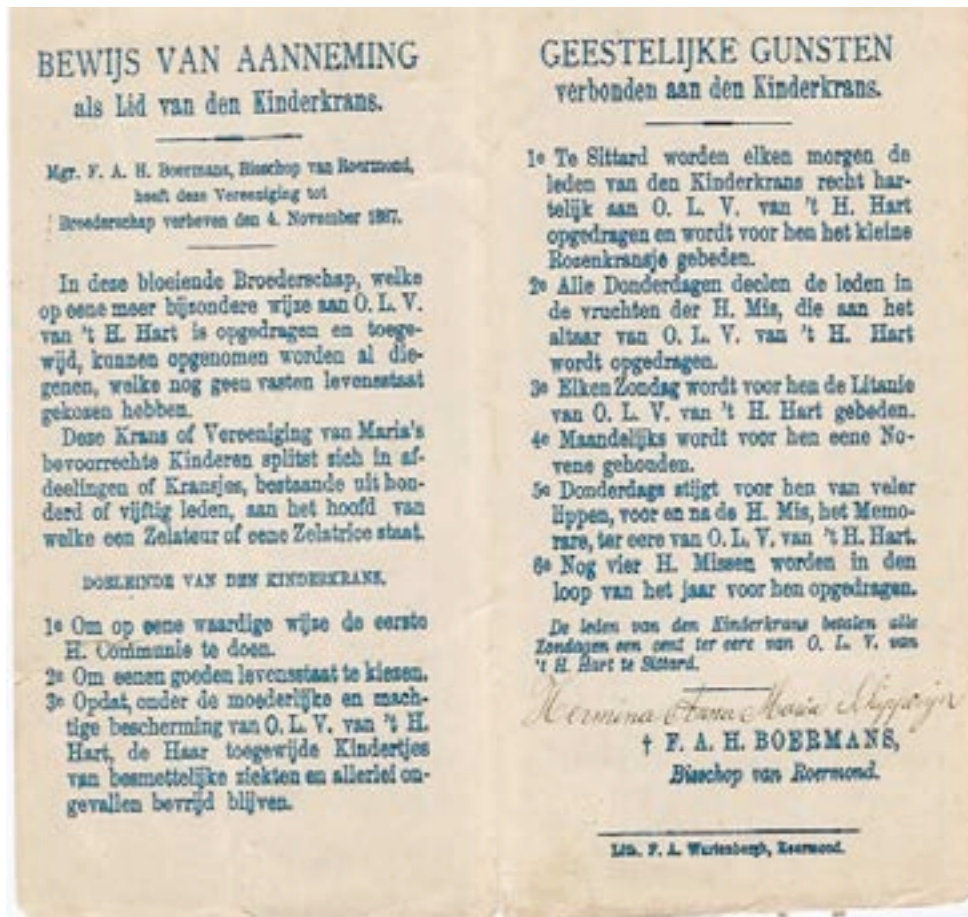 BEWIJS VAN AANNEMING
als Lid van den Kinderkrans.
Mgr. F. A. H. Boermans, Bisschop van Roermond,
heeft deze Vereeniging tot
Broederschap verheven den 4. November 1887.
In deze bloeiende Broederschap, welke
op eene meer bijzondere wijze aan O. L. V.
van 't H. Hart is opgedragen en toege-
wijd, kunnen opgenomen worden al die-
genen, welke nog geen vasten levensstaat
gekozen hebben.
Deze Krans of Vereeniging van Maria's
bevoorrechte Kinderen splitst zich in af-
deelingen of Kransjes, bestaande uit hon-
derd of vijftig leden, aan het hoofd van
welke een Zelateur of eene Zelatrice staat.
DOELEINDE VAN DEN KINDERKRANS.
1e Om op eene waardige wijze de eerste
H. Communie te doen.
2e Om eenen goeden levensstaat te kiezen.
3e Opdat, onder de moederlijke en mach-
tige bescherming van O. L. V. van 't H.
Hart, de Haar toegewijde Kindertjes
van besmettelijke ziekten en allerlei on-
gevallen bevrijd blijven.
GEESTELIJKE GUNSTEN
verbonden aan den Kinderkrans.
1e Te Sittard worden elken morgen de
leden van den Kinderkrans recht har-
telijk aan O. L. V. van 't H. Hart
opgedragen en wordt voor hen het kleine
Rozenkransje gebeden.
2e Alle Donderdagen deelen de leden in
de vruchten der H. Mis, die aan het
altaar van O. L. V. van 't H. Hart
wordt opgedragen.
3e Elken Zondag wordt voor hen de Litanie
van O. L. V. van 't H. Hart gebeden.
4e Maandelijks wordt voor hen eene No-
vene gehouden.
5e Donderdags stijgt voor hen van veler
lippen, voor en na de H. Mis, het Memo-
rare, ter eere van O. L. V. van 't H. Hart.
6e Nog vier H. Missen worden in den
loop van het jaar voor hen opgedragen.
De leden van den Kinderkrans betalen alle
Zondagen een cent ter eere van O. L. V. van
't H. Hart te Sittard.
Hermina Anna Maria
† F. A. H. BOERMANS,
Bisschop van Roermond.
Lith. F. A. Wurtenbergh, Roermond.